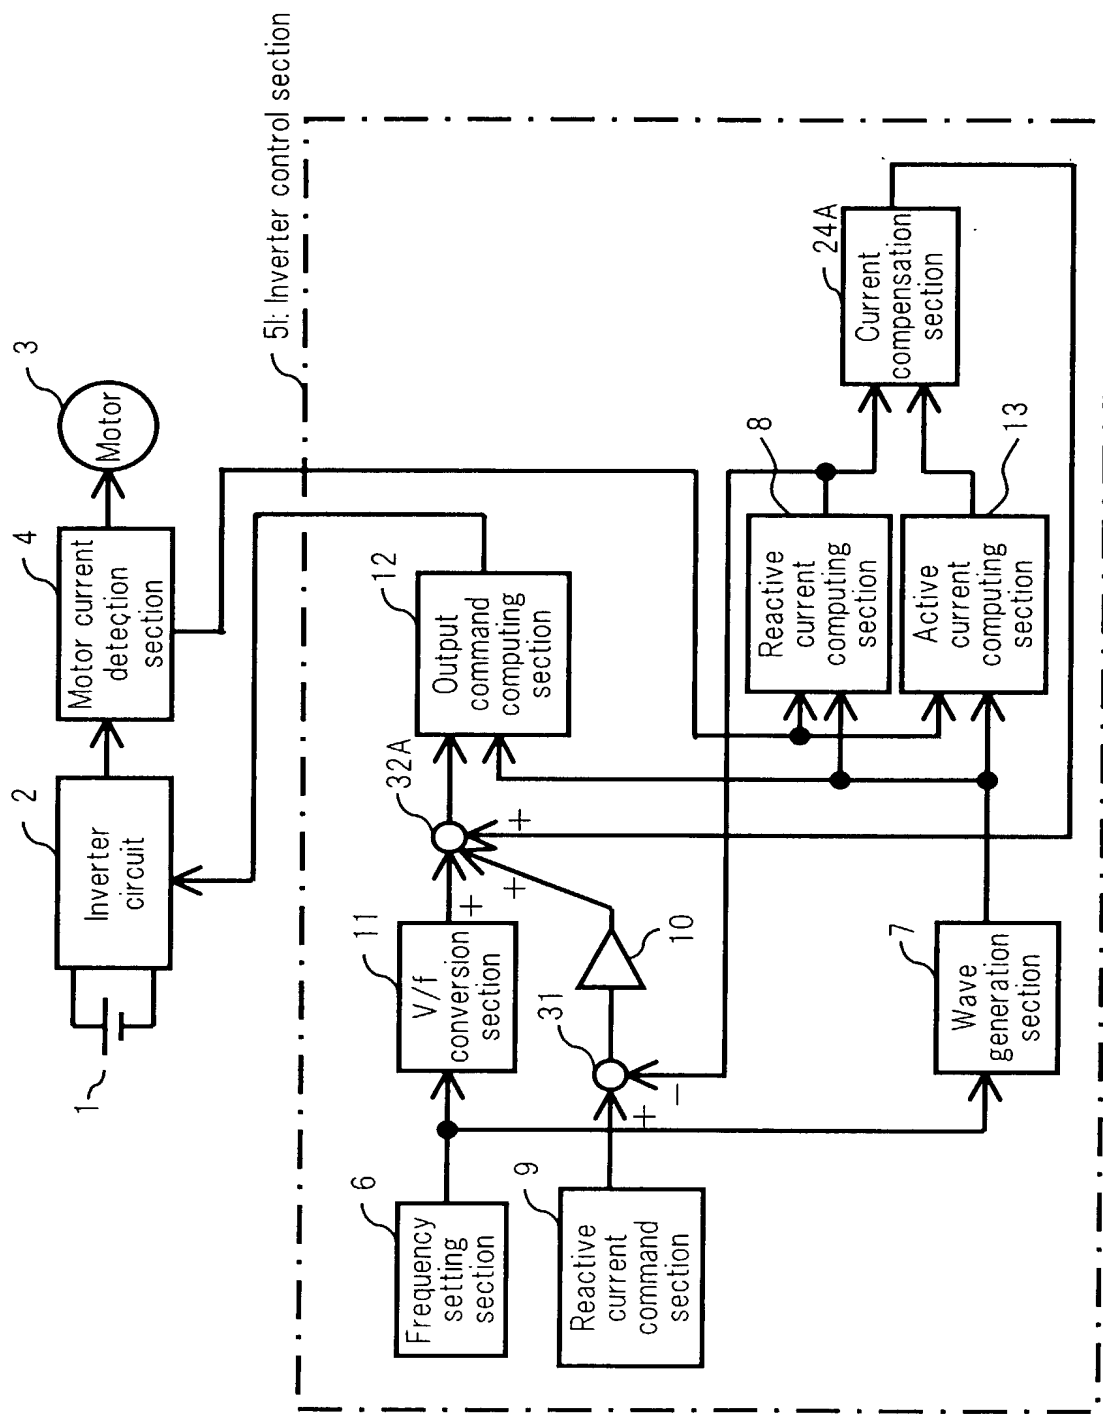 1
2
Inverter
circuit
4
Motor current
detection
section
3
Motor
5I: Inverter control section
6
Frequency
setting
section
11
V/f
conversion
section
+
32A
+
+
12
Output
command
computing
section
9
Reactive
current
command
section
31
+
−
10
8
Reactive
current
computing
section
24A
Current
compensation
section
7
Wave
generation
section
13
Active
current
computing
section